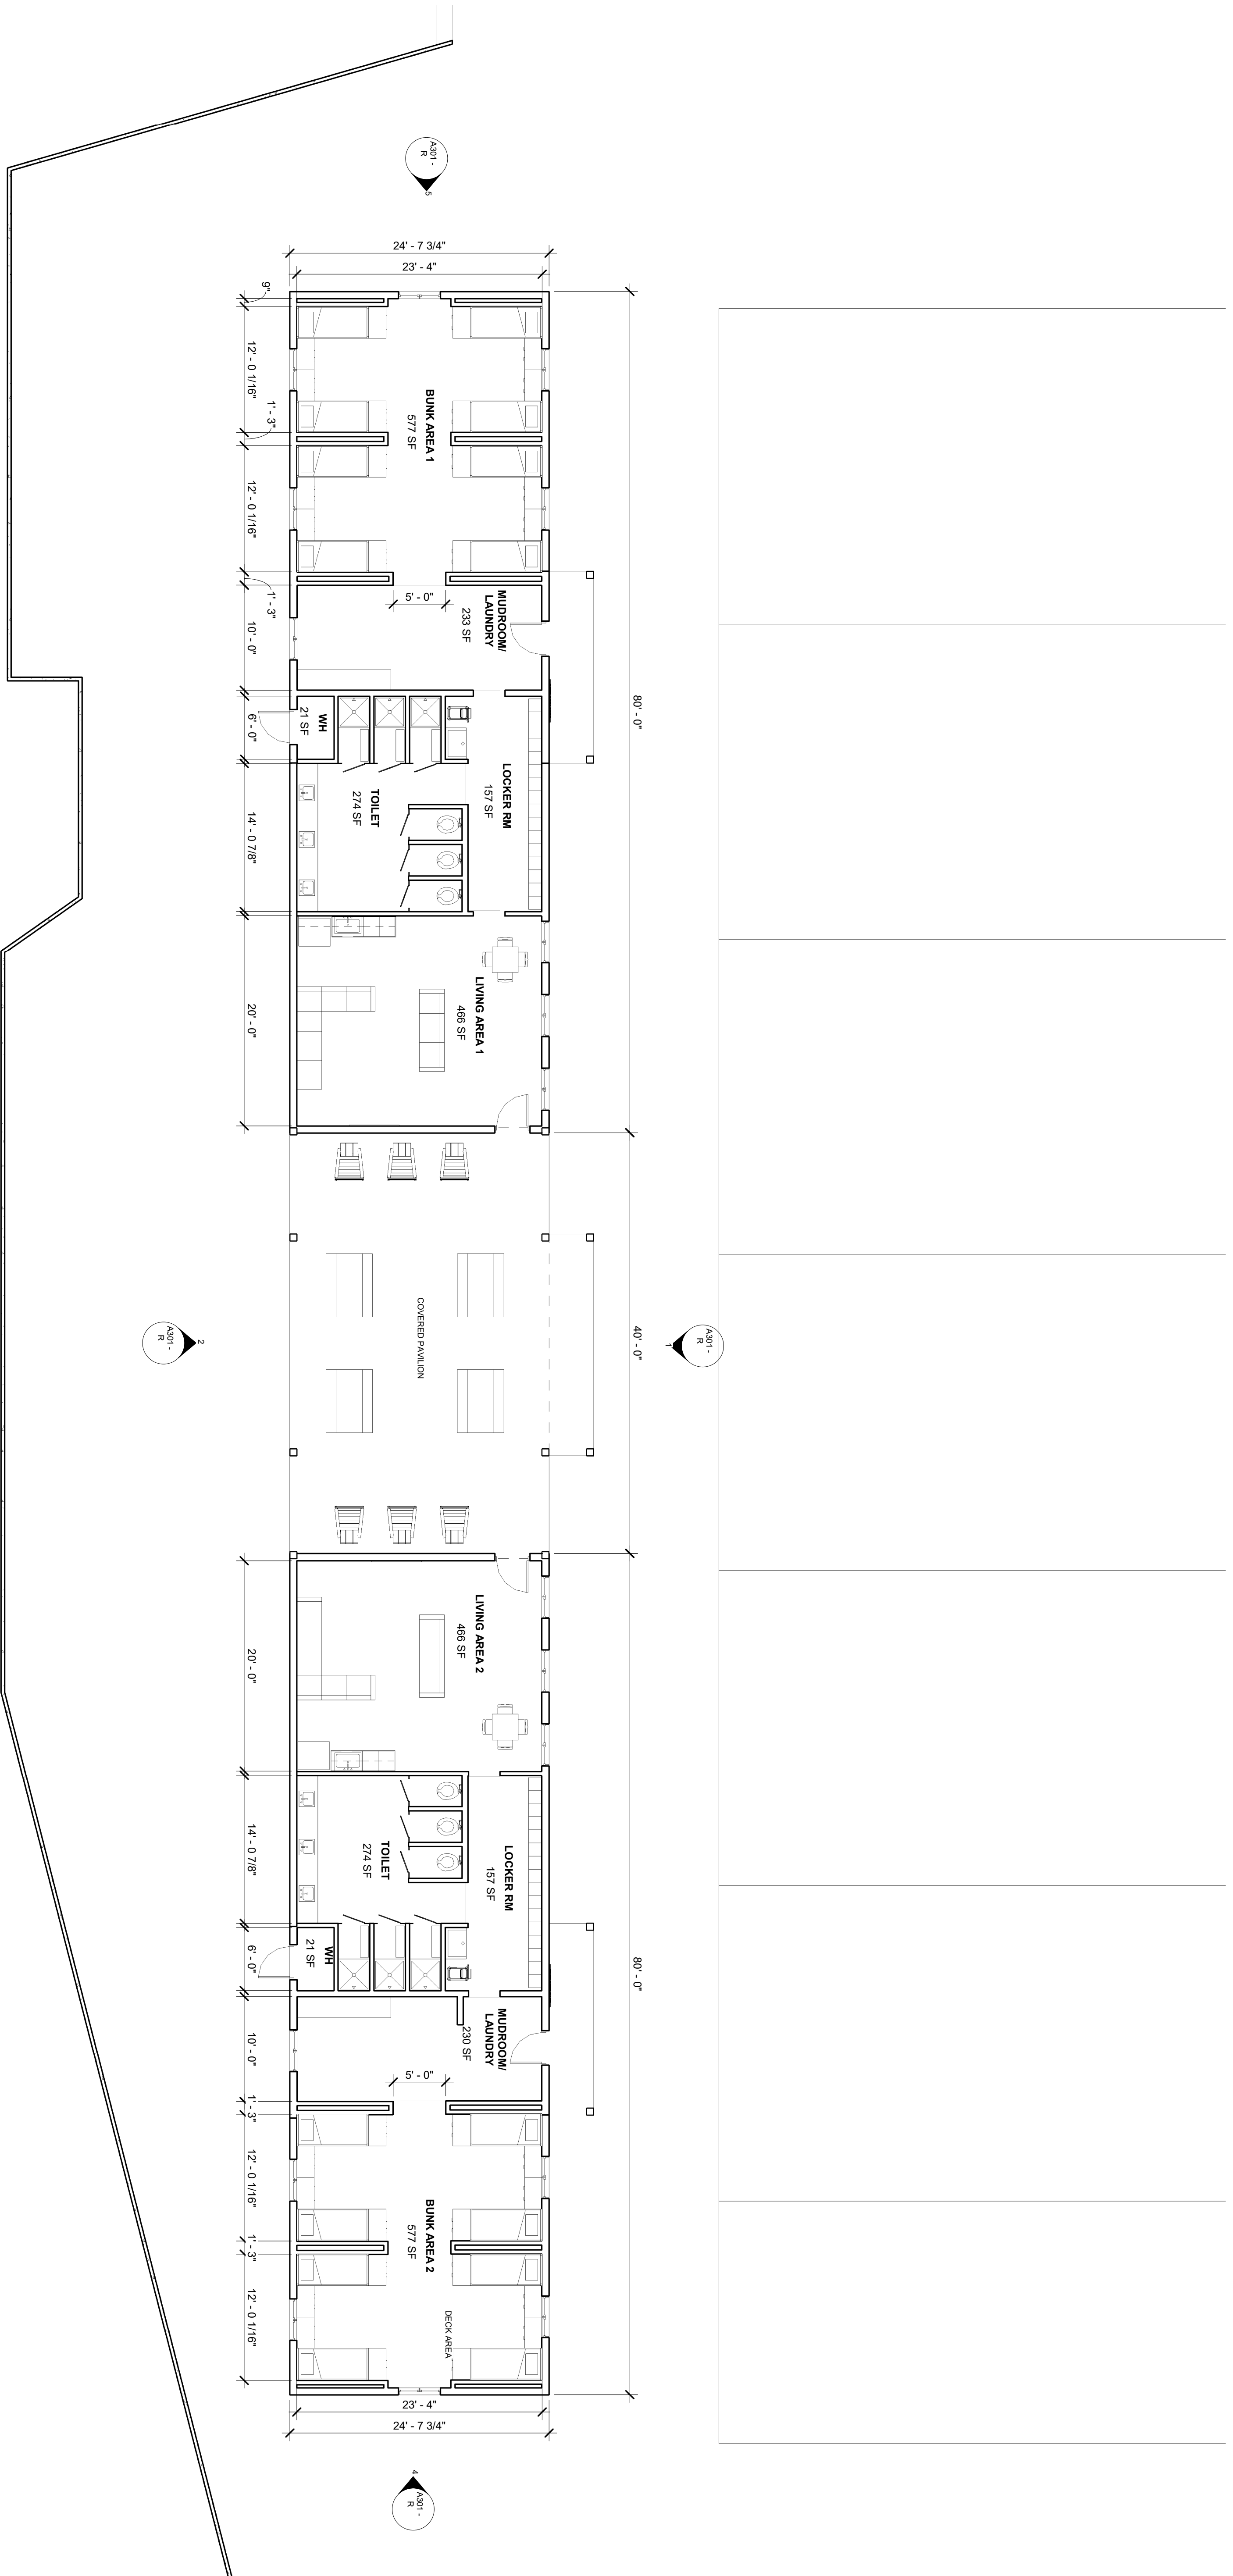 A301 -
R
5
24' - 7 3/4"
23' - 4"
9"
12' - 0 1/16"
1' - 3"
12' - 0 1/16"
1' - 3"
10' - 0"
6' - 0"
14' - 0 7/8"
20' - 0"
BUNK AREA 1
577 SF
5' - 0"
MUDROOM/
LAUNDRY
233 SF
80' - 0"
WH
21 SF
LOCKER RM
157 SF
TOILET
274 SF
LIVING AREA 1
466 SF
COVERED PAVILION
40' - 0"
A301 -
R
1
A301 -
R
2
LIVING AREA 2
466 SF
20' - 0"
TOILET
274 SF
LOCKER RM
157 SF
14' - 0 7/8"
WH
21 SF
6' - 0"
80' - 0"
MUDROOM/
LAUNDRY
230 SF
10' - 0"
5' - 0"
1' - 3"
12' - 0 1/16"
1' - 3"
12' - 0 1/16"
BUNK AREA 2
577 SF
DECK AREA
23' - 4"
24' - 7 3/4"
4
A301 -
R